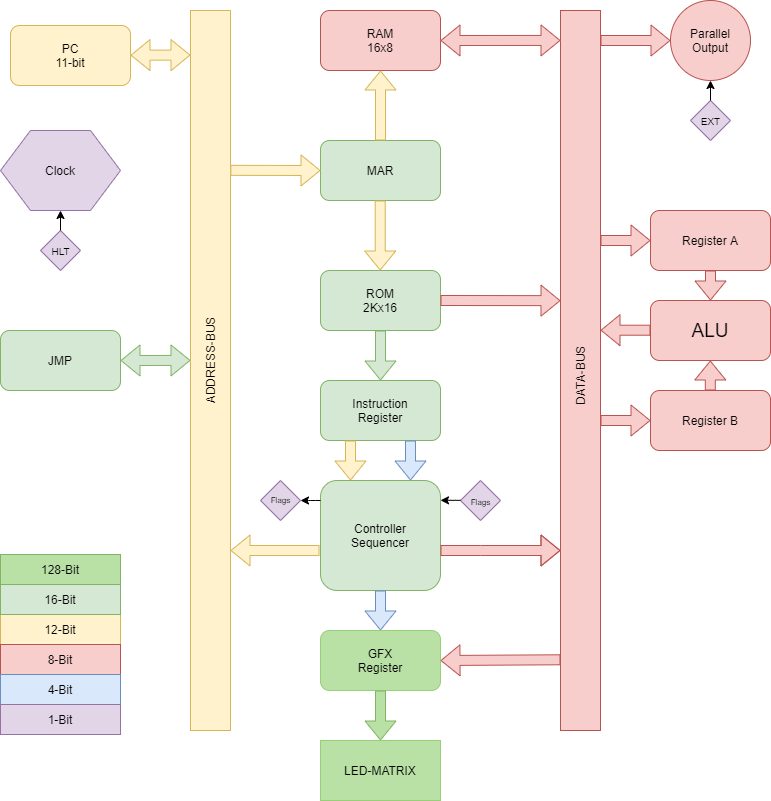 PC
11-bit
RAM
16x8
Parallel
Output
EXT
MAR
Clock
HLT
Register A
ROM
2Kx16
ALU
JMP
ADDRESS-BUS
DATA-BUS
Instruction
Register
Register B
Flags
Flags
Controller
Sequencer
128-Bit
16-Bit
12-Bit
8-Bit
4-Bit
1-Bit
GFX
Register
LED-MATRIX